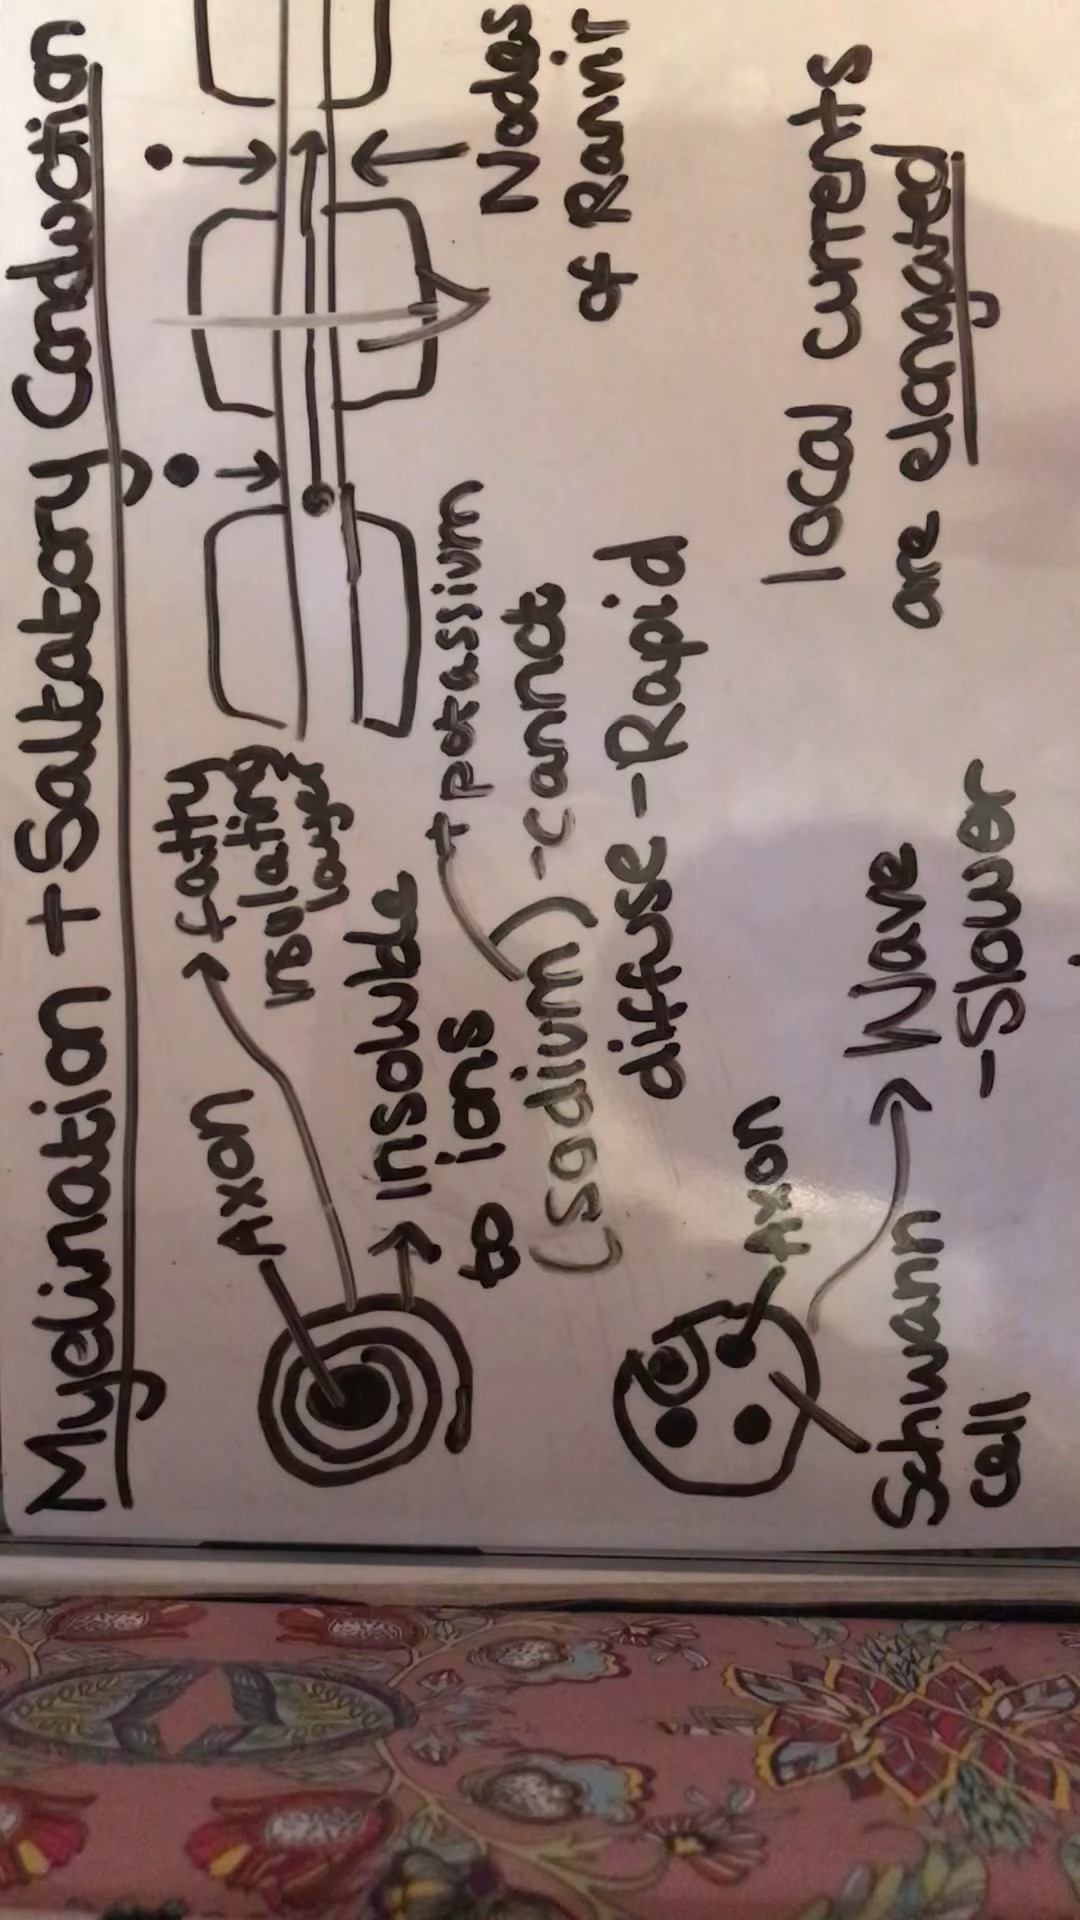 Myelination + Saltatory Conduction
Axon
fatty
insulating
layer
Insoluble
to ions
(sodium) - cannot
+ potassium
diffuse - Rapid
Nodes
of Ranvir
Axon
Schwann
cell
Wave
- Slower
local currents
are elongated